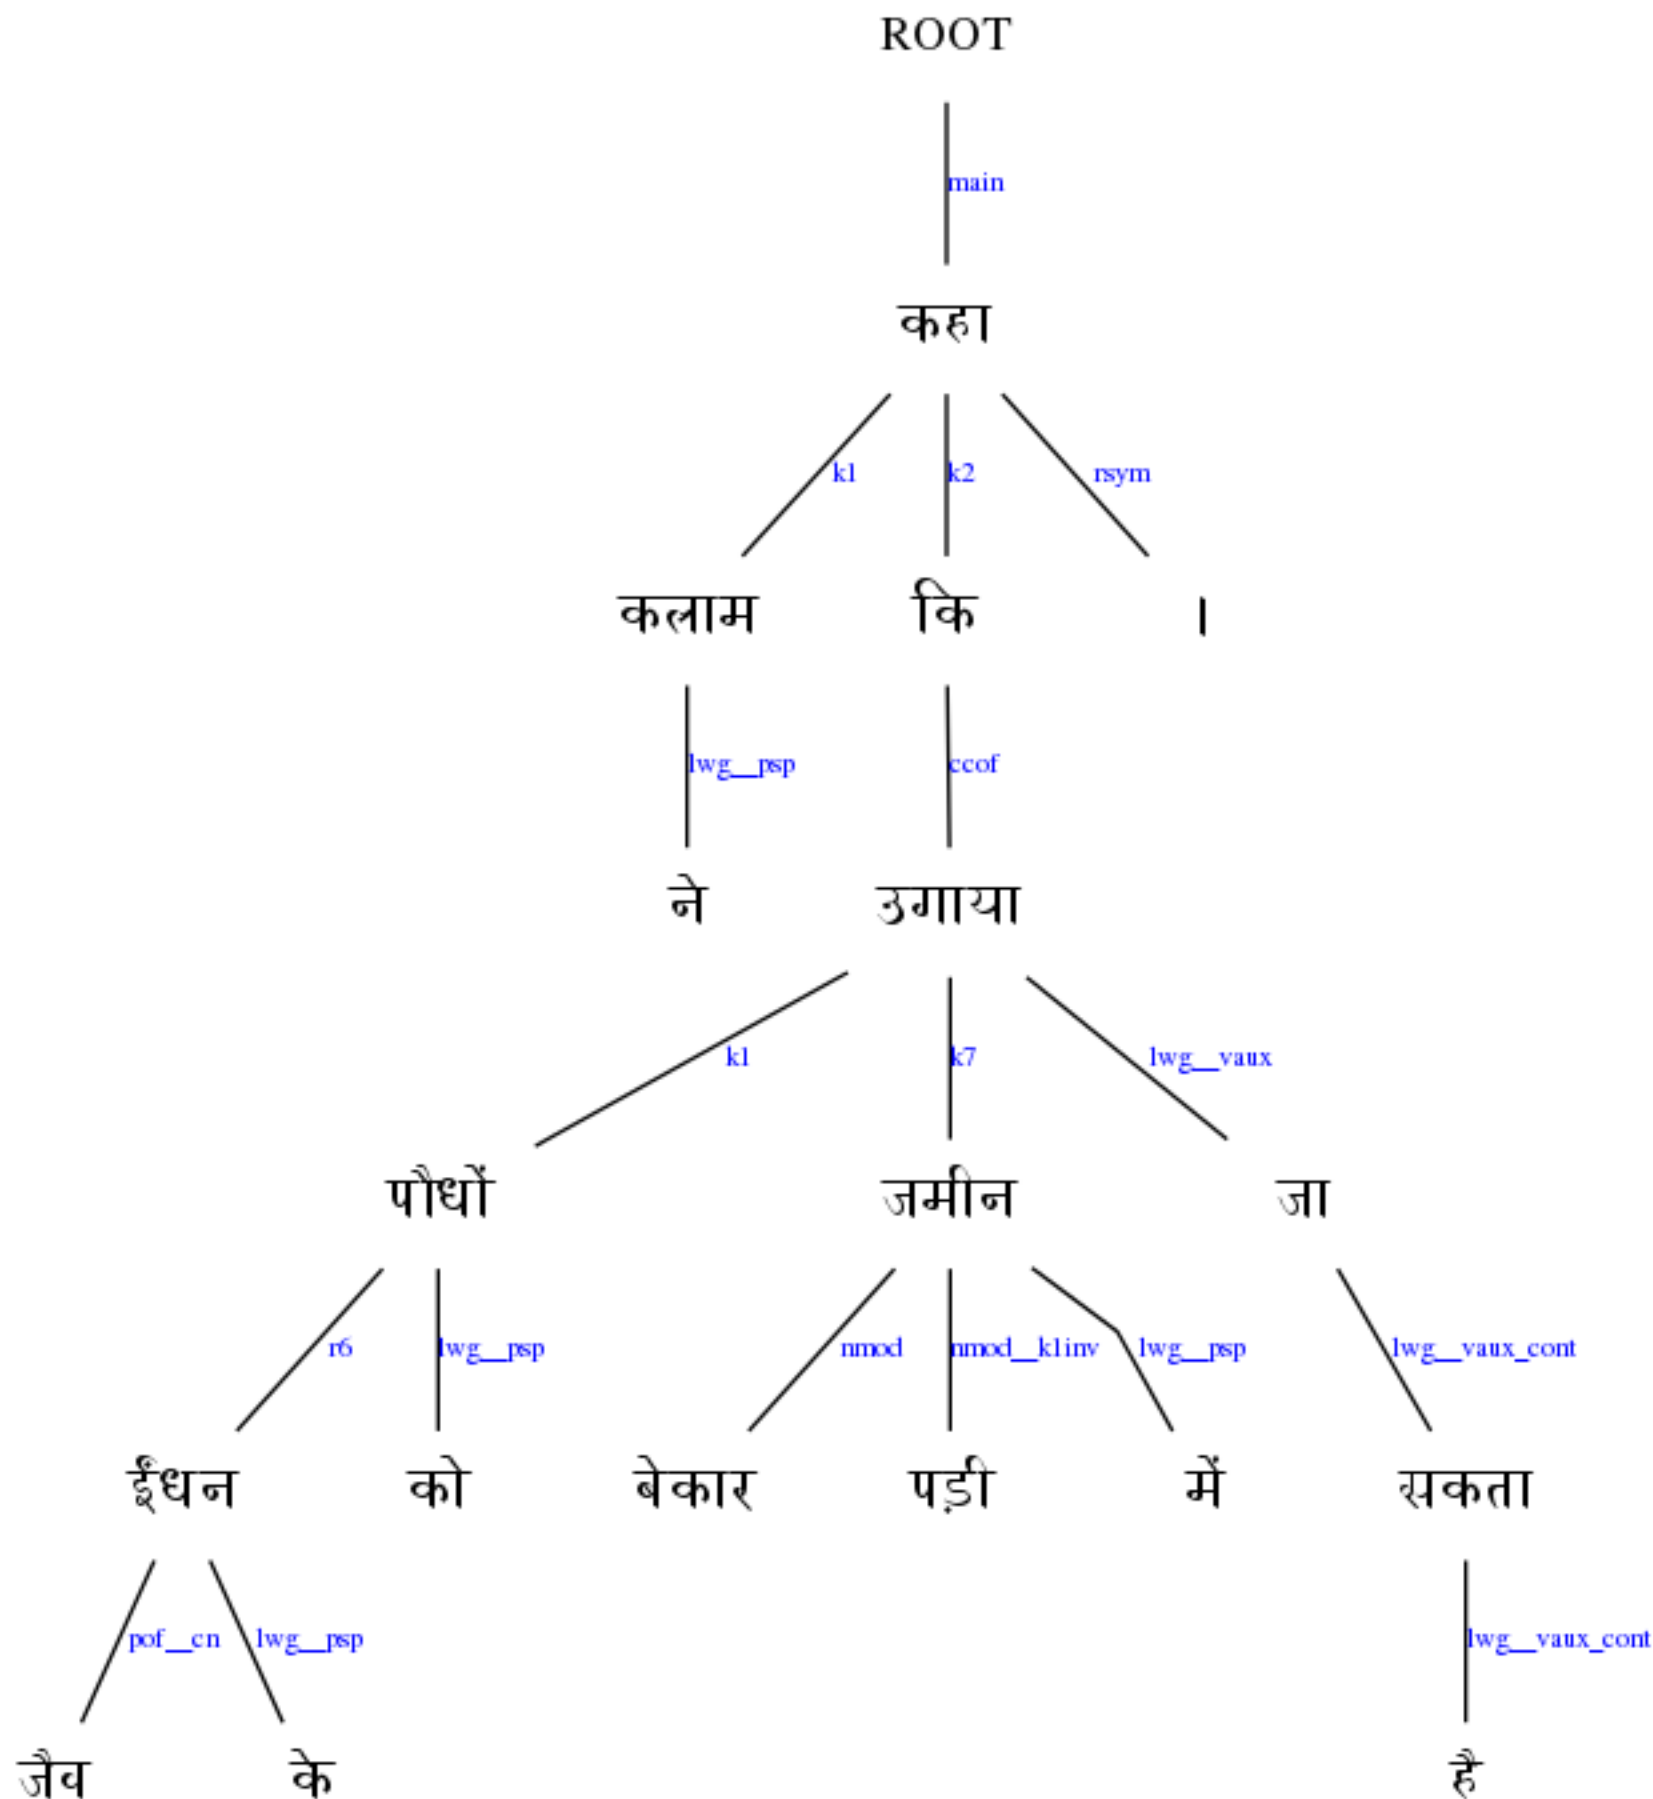 ROOT
main
कहा
k1 k2 rsym
कलाम कि ।
lwg__psp ccof
ने उगाया
k1 k7 lwg__vaux
पौधों जमीन जा
r6 lwg__psp nmod nmod__k1inv lwg__psp lwg__vaux_cont
ईंधन को बेकार पड़ी में सकता
pof__cn lwg__psp lwg__vaux_cont
जैव के है